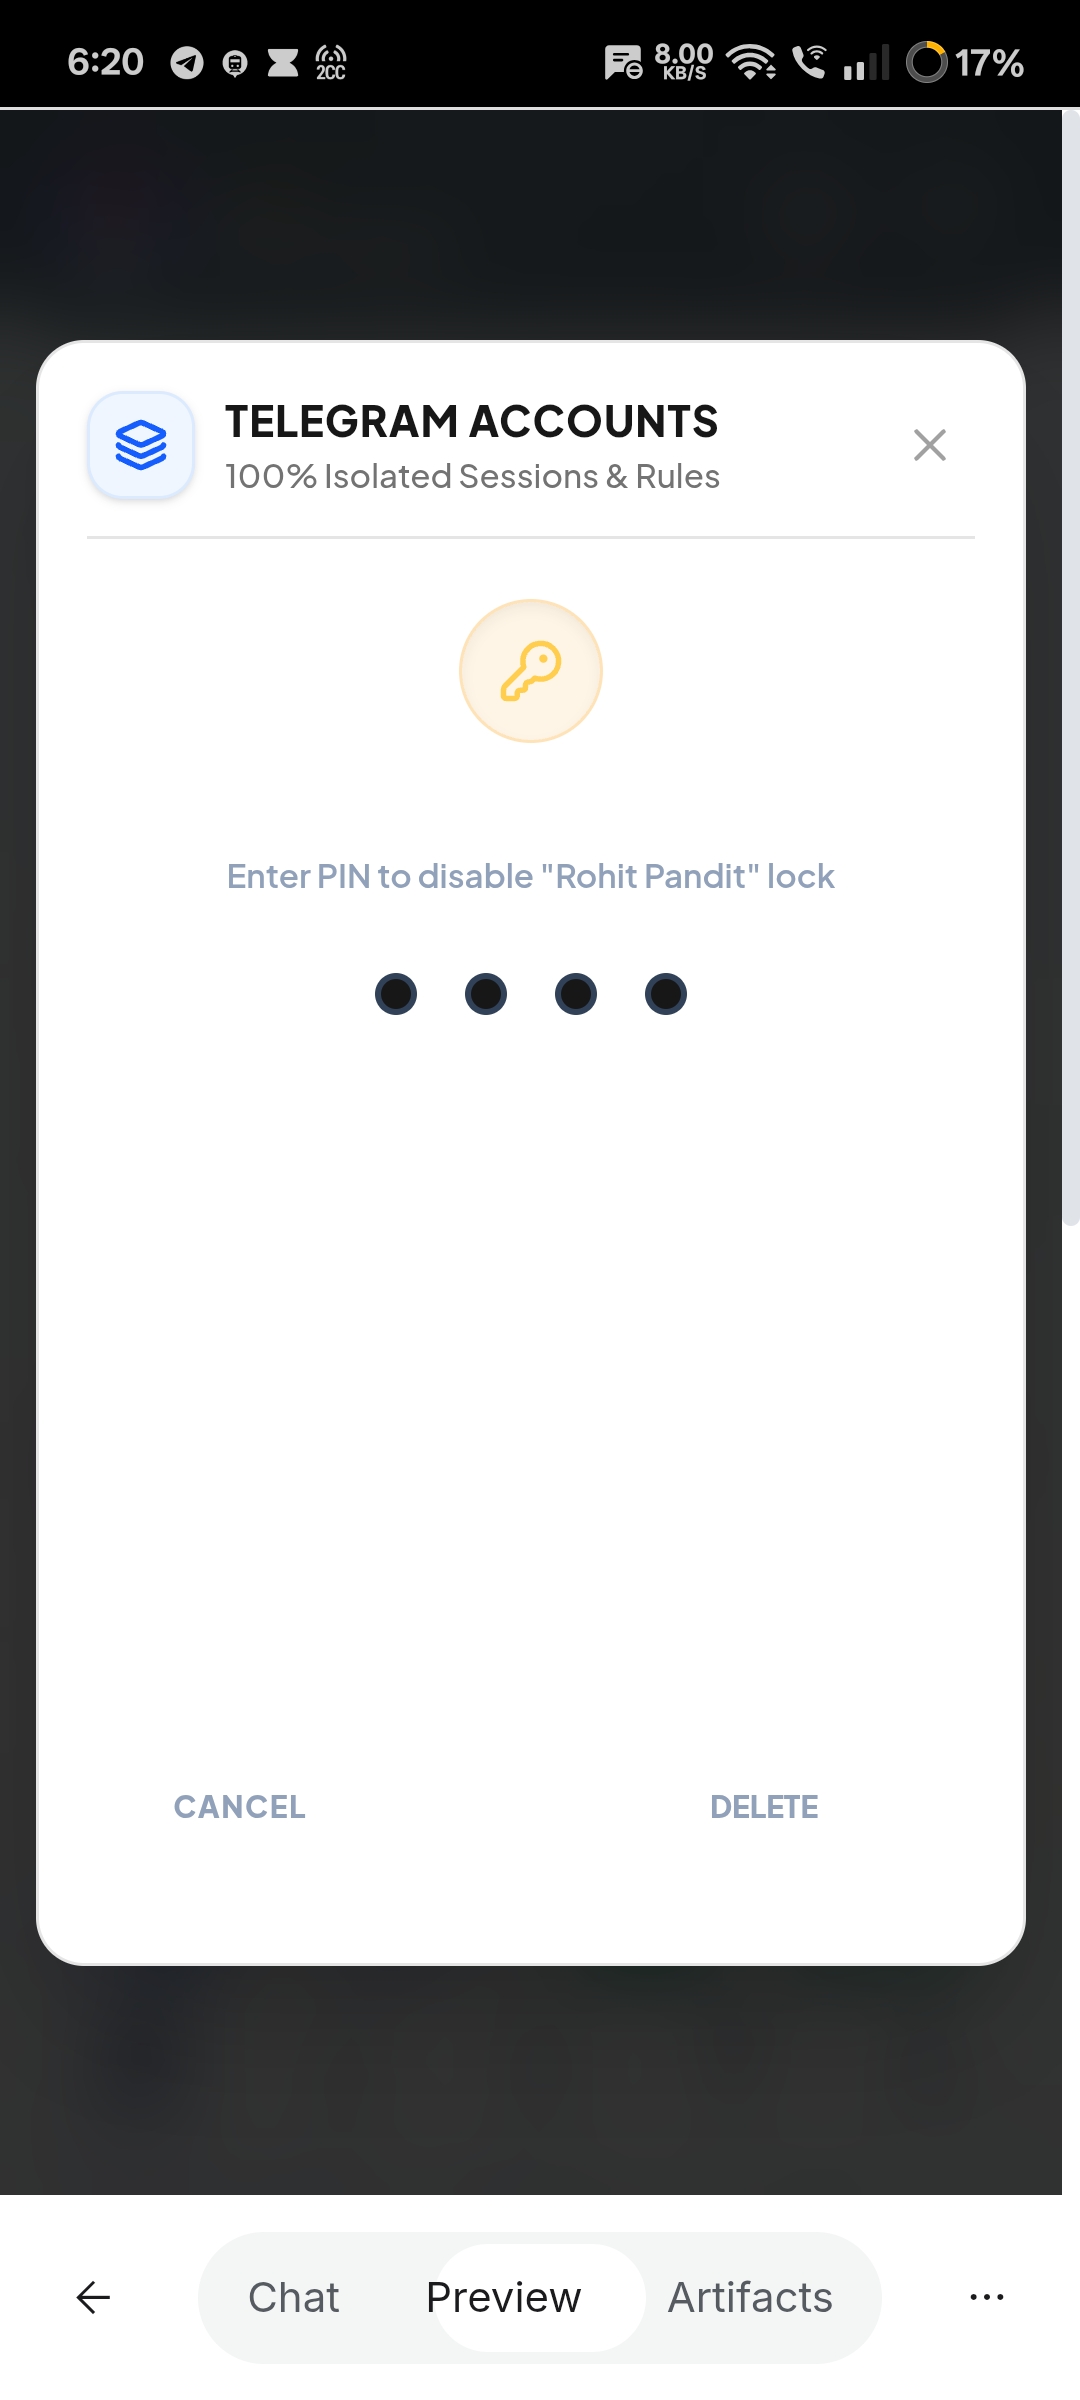 6:20
2CC
8.00
KB/S
17%
TELEGRAM ACCOUNTS
100% Isolated Sessions & Rules
Enter PIN to disable "Rohit Pandit" lock
CANCEL
DELETE
Chat
Preview
Artifacts